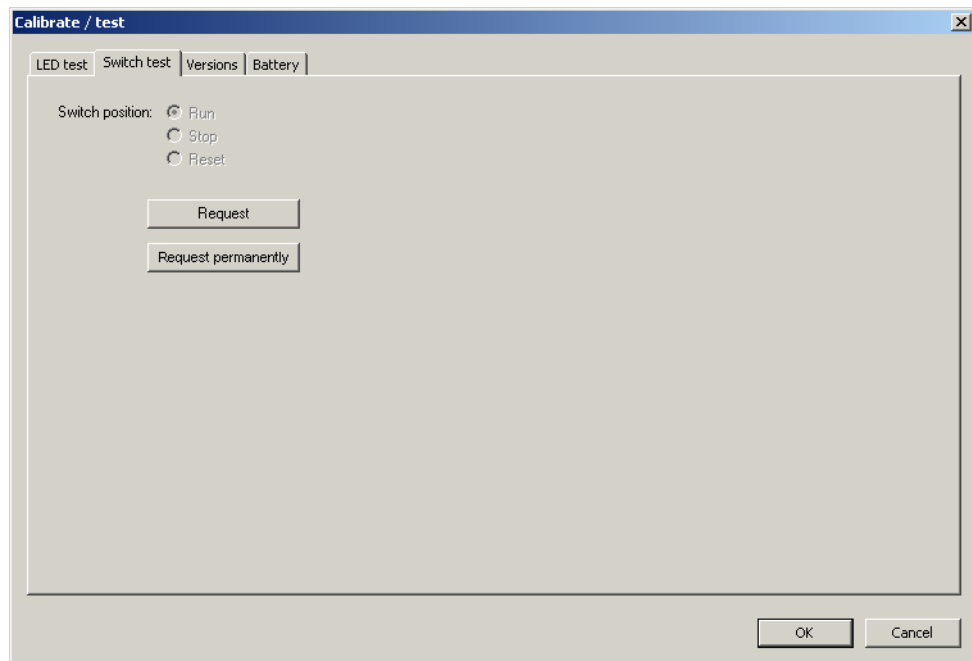 Calibrate / test
LED test Switch test Versions Battery
Switch position: Run
Stop
Reset
Request
Request permanently
OK Cancel